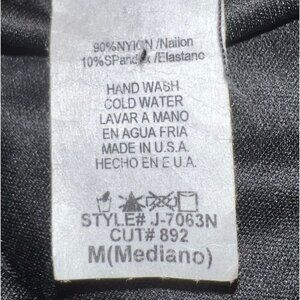 90%NYLON /Nailon
10%SPandex /Elastano
HAND WASH
COLD WATER
LAVAR A MANO
EN AGUA FRIA
MADE IN U.S.A.
HECHO EN E.U.A.
STYLE# J-7063N
CUT# 892
M(Mediano)